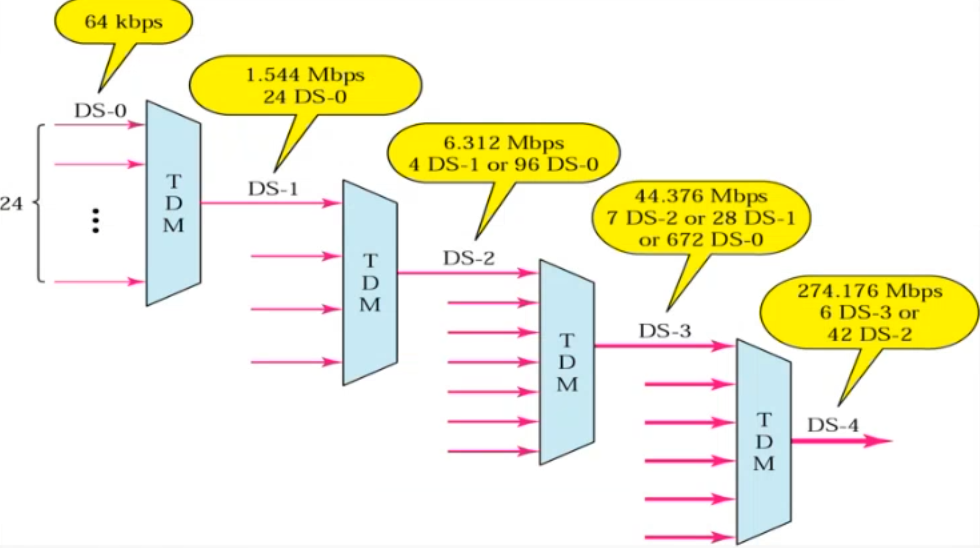 64 kbps
DS-0
24
T
D
M
1.544 Mbps
24 DS-0
DS-1
T
D
M
6.312 Mbps
4 DS-1 or 96 DS-0
DS-2
T
D
M
44.376 Mbps
7 DS-2 or 28 DS-1
or 672 DS-0
DS-3
T
D
M
274.176 Mbps
6 DS-3 or
42 DS-2
DS-4